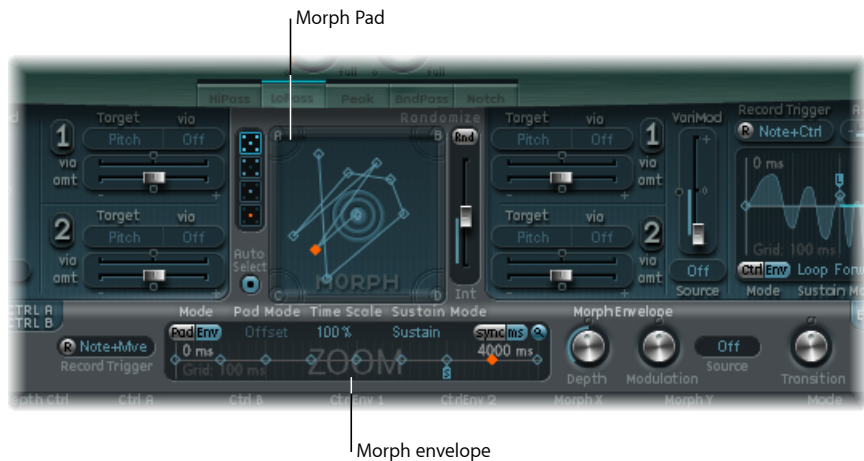 Morph Pad
full full
HiPass LoPass Peak BndPass Notch
Randomize
Target via
1 Pitch Off
via
amt
- +
Target via
2 Pitch Off
via
amt
- +
Auto
Select
A B
C D
MORPH
Rnd
Int
Target via
Pitch Off 1
via
amt
- +
Target via
Pitch Off 2
via
amt
- +
VariMod
+
Off
Source
Record Trigger
R Note+Ctrl
0 ms
L
Grid: 100 ms
Ctrl Env Loop
Mode Sustain
CTRL A
CTRL B
Mode Pad Mode Time Scale Sustain Mode
Pad Env Offset 100% Sustain sync ms
R Note+Mve
Record Trigger
0 ms 4000 ms
Grid: 100 ms
ZOOM
S
Morph Envelope
Depth Modulation
Off
Source
Transition
Ctrl A Ctrl B CtrlEnv 1 CtrlEnv 2 Morph X Morph Y Mode
Morph envelope